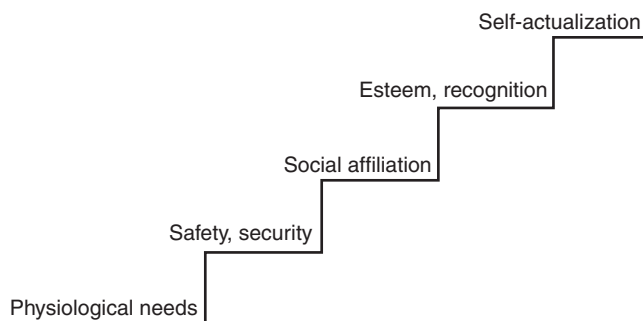 Self-actualization
Esteem, recognition
Social affiliation
Safety, security
Physiological needs